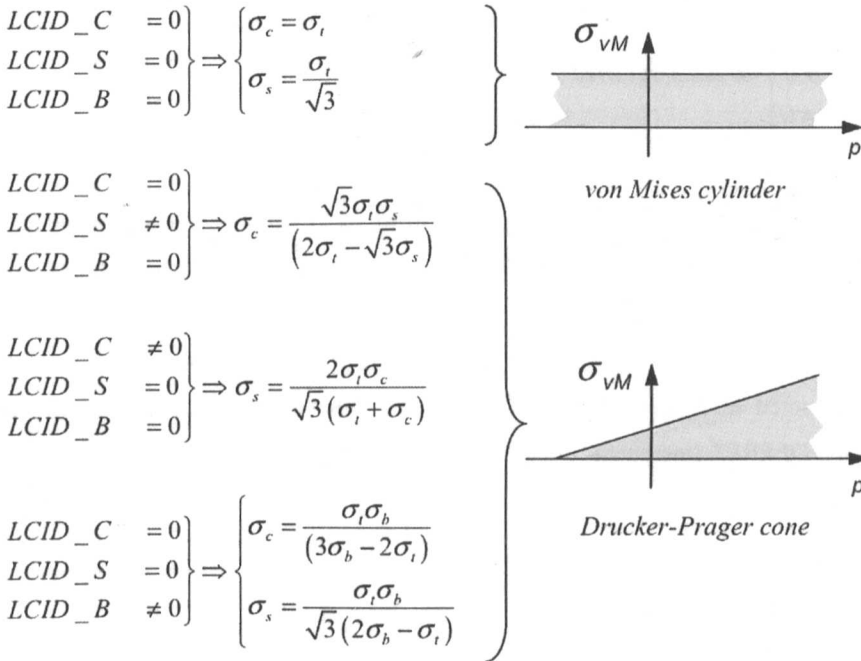 LCID_C = 0
LCID_S = 0
LCID_B = 0
⇒ { σ_c = σ_t
σ_s = σ_t / √3
σ_vM
p
von Mises cylinder
LCID_C = 0
LCID_S ≠ 0
LCID_B = 0
⇒ σ_c = √3σ_tσ_s / (2σ_t − √3σ_s)
LCID_C ≠ 0
LCID_S = 0
LCID_B = 0
⇒ σ_s = 2σ_tσ_c / √3(σ_t + σ_c)
σ_vM
p
Drucker-Prager cone
LCID_C = 0
LCID_S = 0
LCID_B ≠ 0
⇒ { σ_c = σ_tσ_b / (3σ_b − 2σ_t)
σ_s = σ_tσ_b / √3(2σ_b − σ_t)